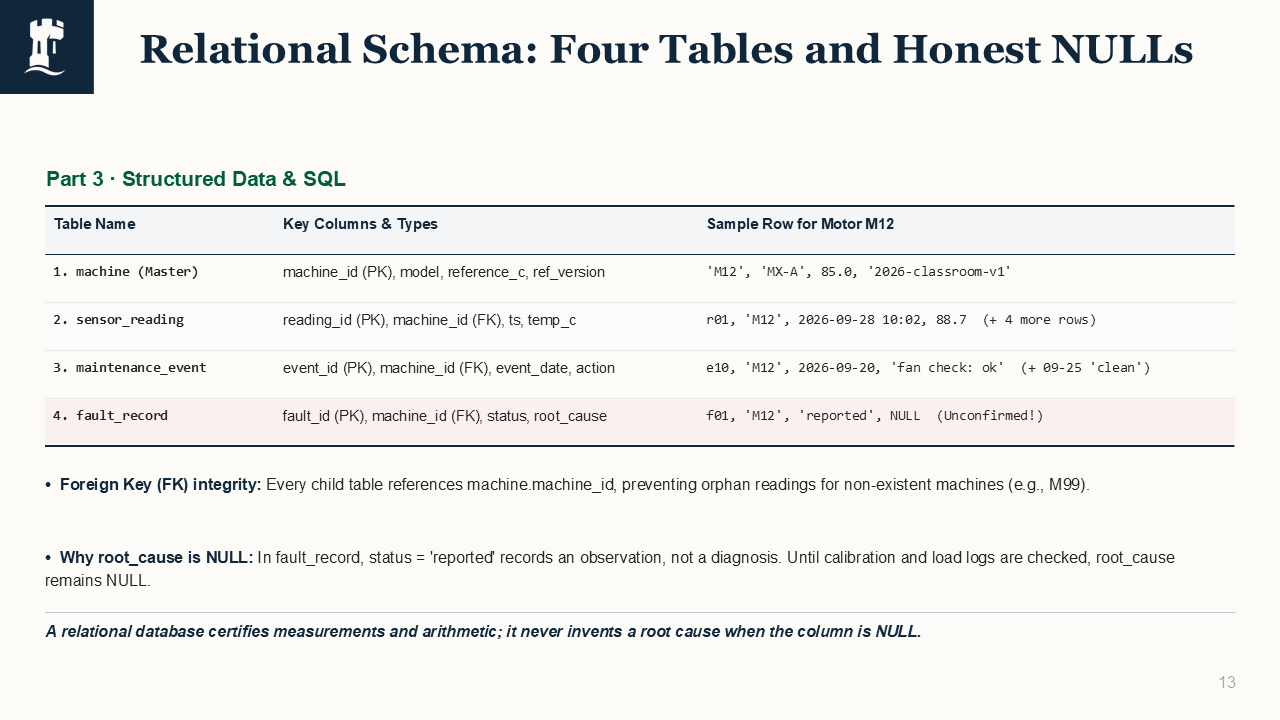 Relational Schema: Four Tables and Honest NULLs
Part 3 · Structured Data & SQL
Table Name Key Columns & Types Sample Row for Motor M12
1. machine (Master) machine_id (PK), model, reference_c, ref_version 'M12', 'MX-A', 85.0, '2026-classroom-v1'
2. sensor_reading reading_id (PK), machine_id (FK), ts, temp_c r01, 'M12', 2026-09-28 10:02, 88.7 (+ 4 more rows)
3. maintenance_event event_id (PK), machine_id (FK), event_date, action e10, 'M12', 2026-09-20, 'fan check: ok' (+ 09-25 'clean')
4. fault_record fault_id (PK), machine_id (FK), status, root_cause f01, 'M12', 'reported', NULL (Unconfirmed!)
• Foreign Key (FK) integrity: Every child table references machine.machine_id, preventing orphan readings for non-existent machines (e.g., M99).
• Why root_cause is NULL: In fault_record, status = 'reported' records an observation, not a diagnosis. Until calibration and load logs are checked, root_cause
remains NULL.
A relational database certifies measurements and arithmetic; it never invents a root cause when the column is NULL.
13